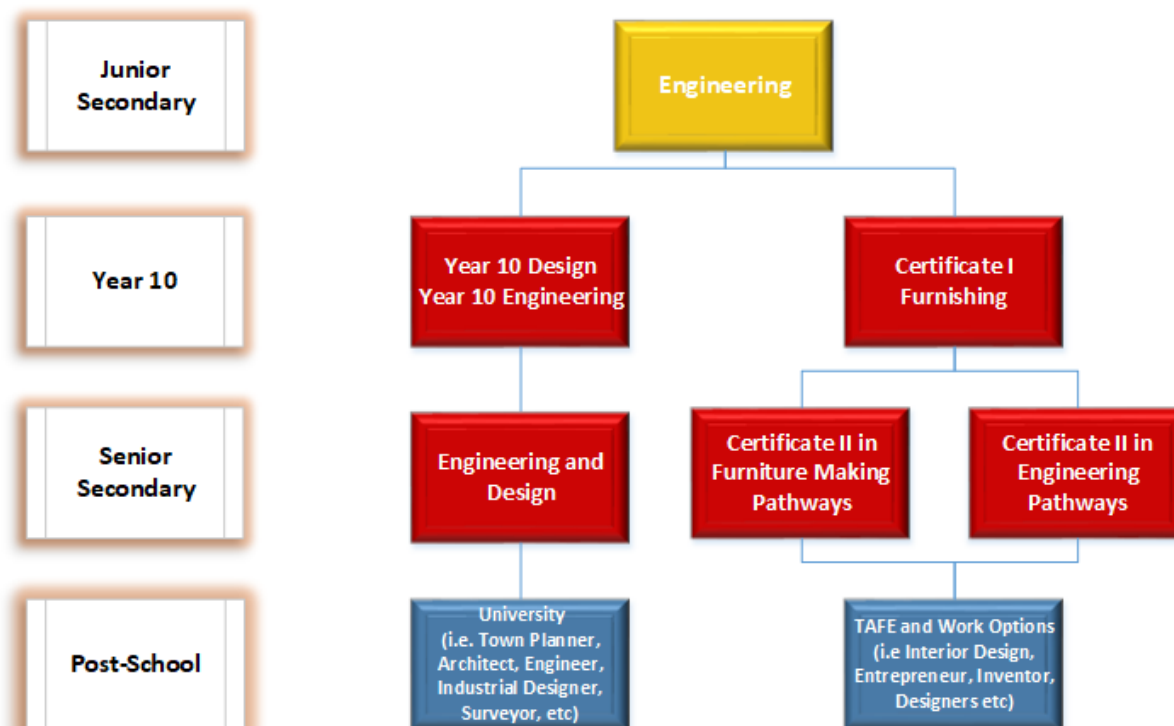 Junior
Secondary
Engineering
Year 10
Year 10 Design
Year 10 Engineering
Certificate I
Furnishing
Senior
Secondary
Engineering and
Design
Certificate II in
Furniture Making
Pathways
Certificate II in
Engineering
Pathways
Post-School
University
(i.e. Town Planner,
Architect, Engineer,
Industrial Designer,
Surveyor, etc)
TAFE and Work Options
(i.e Interior Design,
Entrepreneur, Inventor,
Designers etc)